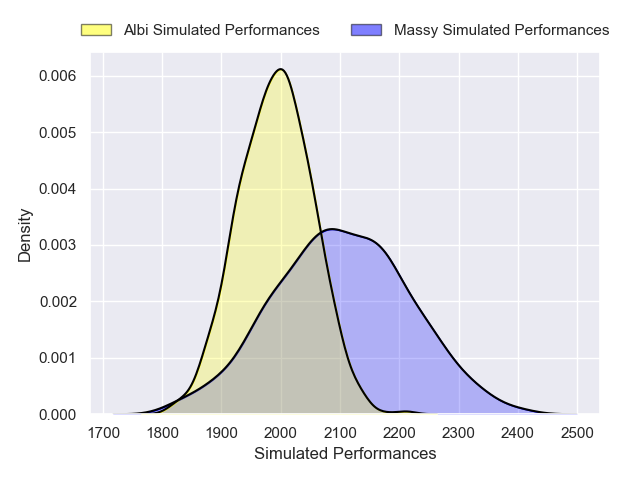 Albi Simulated Performances Massy Simulated Performances
0.006
0.005
0.004
0.003
0.002
0.001
0.000
Density
1700 1800 1900 2000 2100 2200 2300 2400 2500
Simulated Performances